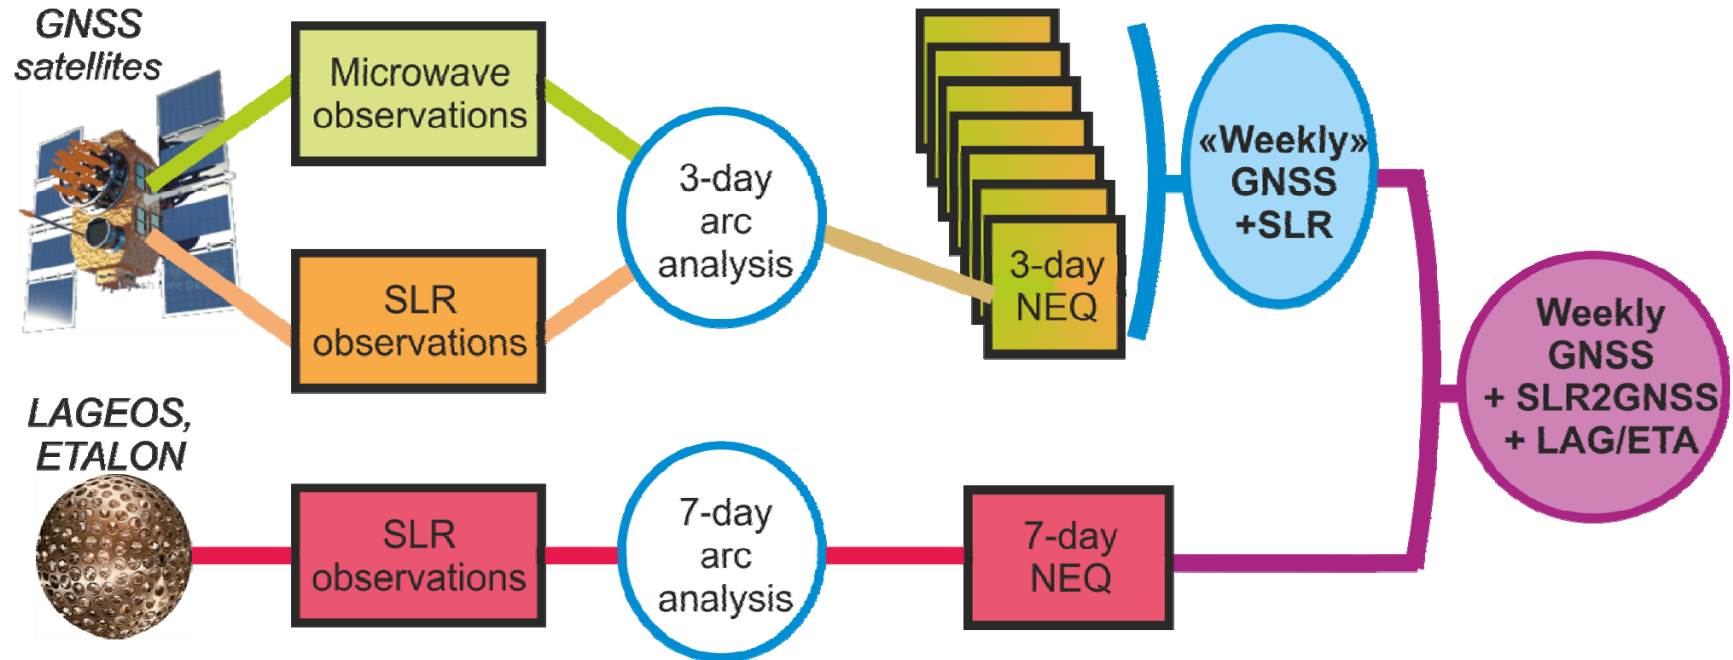 GNSS
satellites
Microwave
observations
SLR
observations
3-day
arc
analysis
3-day
NEQ
«Weekly»
GNSS
+SLR
Weekly
GNSS
+ SLR2GNSS
+ LAG/ETA
LAGEOS,
ETALON
SLR
observations
7-day
arc
analysis
7-day
NEQ